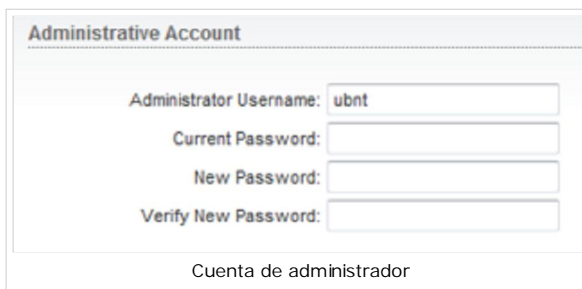 Administrative Account
Administrator Username: ubnt
Current Password:
New Password:
Verify New Password:
Cuenta de administrador